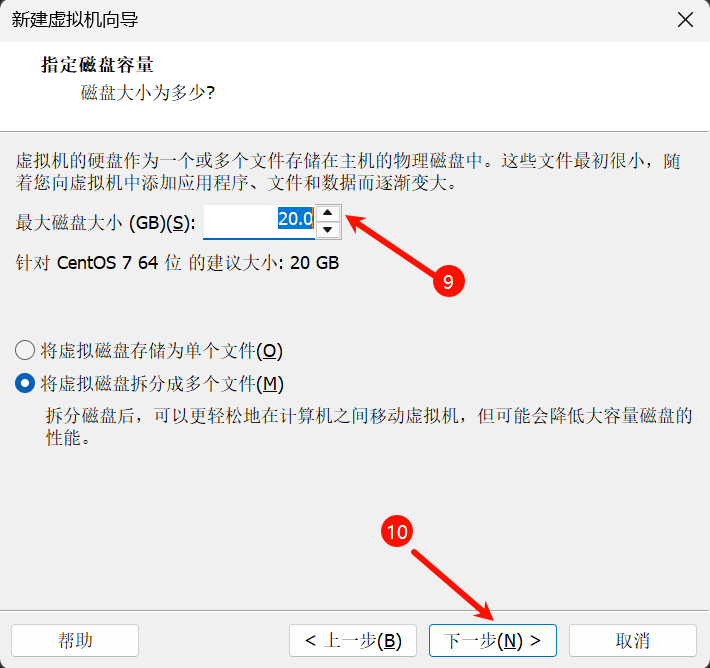 新建虚拟机向导
指定磁盘容量
磁盘大小为多少?
虚拟机的硬盘作为一个或多个文件存储在主机的物理磁盘中。这些文件最初很小，随
着您向虚拟机中添加应用程序、文件和数据而逐渐变大。
最大磁盘大小 (GB)(S): 20.0
9
针对 CentOS 7 64 位 的建议大小: 20 GB
将虚拟磁盘存储为单个文件(O)
将虚拟磁盘拆分成多个文件(M)
拆分磁盘后，可以更轻松地在计算机之间移动虚拟机，但可能会降低大容量磁盘的
性能。
10
帮助 < 上一步(B) 下一步(N) > 取消